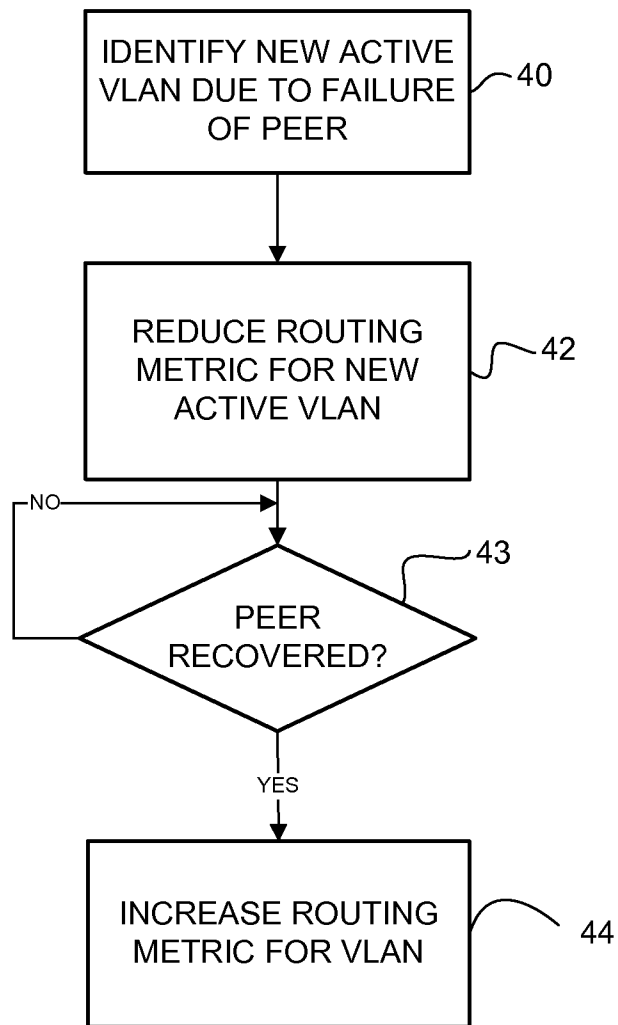 IDENTIFY NEW ACTIVE
VLAN DUE TO FAILURE
OF PEER
40
REDUCE ROUTING
METRIC FOR NEW
ACTIVE VLAN
42
NO
43
PEER
RECOVERED?
YES
INCREASE ROUTING
METRIC FOR VLAN
44